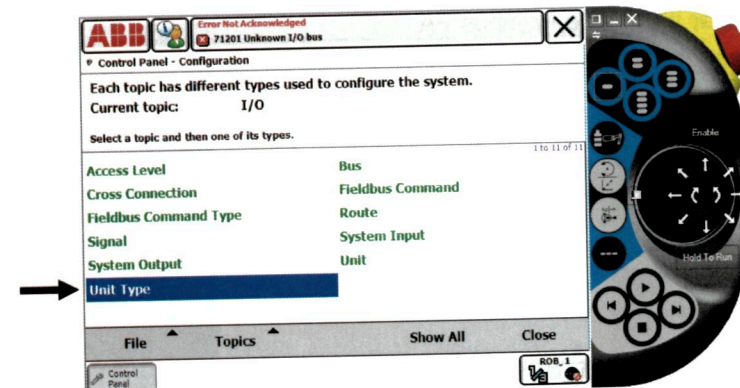 ABB
Error Not Acknowledged
71201 Unknown I/O bus
Control Panel - Configuration
Each topic has different types used to configure the system.
Current topic: I/O
Select a topic and then one of its types.
1 to 11 of 11
Access Level
Bus
Cross Connection
Fieldbus Command
Fieldbus Command Type
Route
Signal
System Input
System Output
Unit
Unit Type
File
Topics
Show All
Close
Control
Panel
ROB_1
1/3
Enable
Hold To Run